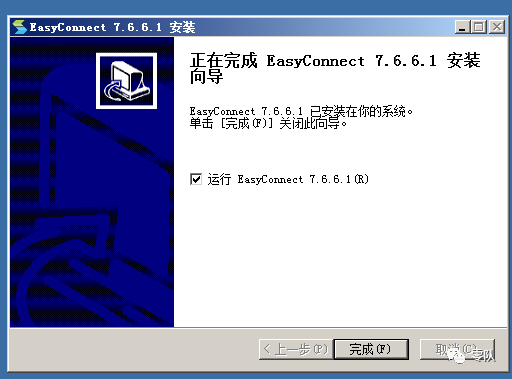 EasyConnect 7.6.6.1 安装
正在完成 EasyConnect 7.6.6.1 安装
向导
EasyConnect 7.6.6.1 已安装在你的系统。
单击 [完成(F)] 关闭此向导。
运行 EasyConnect 7.6.6.1(R)
< 上一步(P) 完成(F) 取消(C)